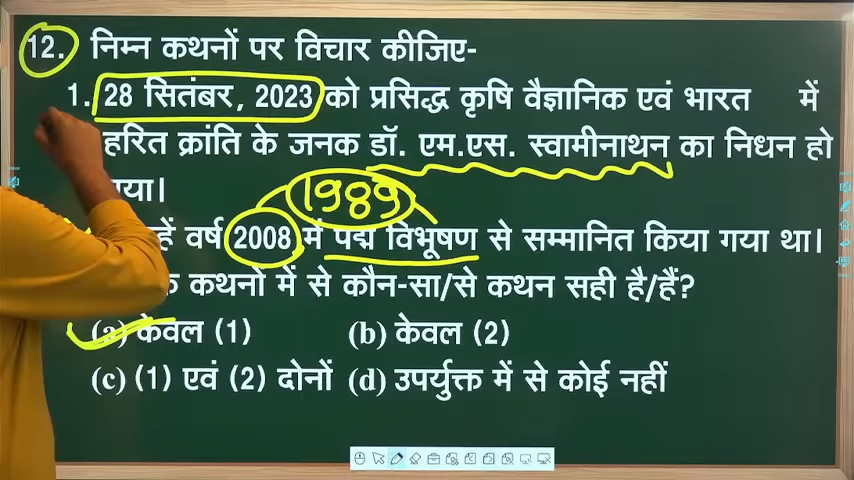 12. निम्न कथनों पर विचार कीजिए-
1. 28 सितंबर, 2023 को प्रसिद्ध कृषि वैज्ञानिक एवं भारत में
हरित क्रांति के जनक डॉ. एम.एस. स्वामीनाथन का निधन हो
गया।
1989
वर्ष 2008 में पद्म विभूषण से सम्मानित किया गया था।
कथनों में से कौन-सा/से कथन सही है/हैं?
(a) केवल (1) (b) केवल (2)
(c) (1) एवं (2) दोनों (d) उपर्युक्त में से कोई नहीं